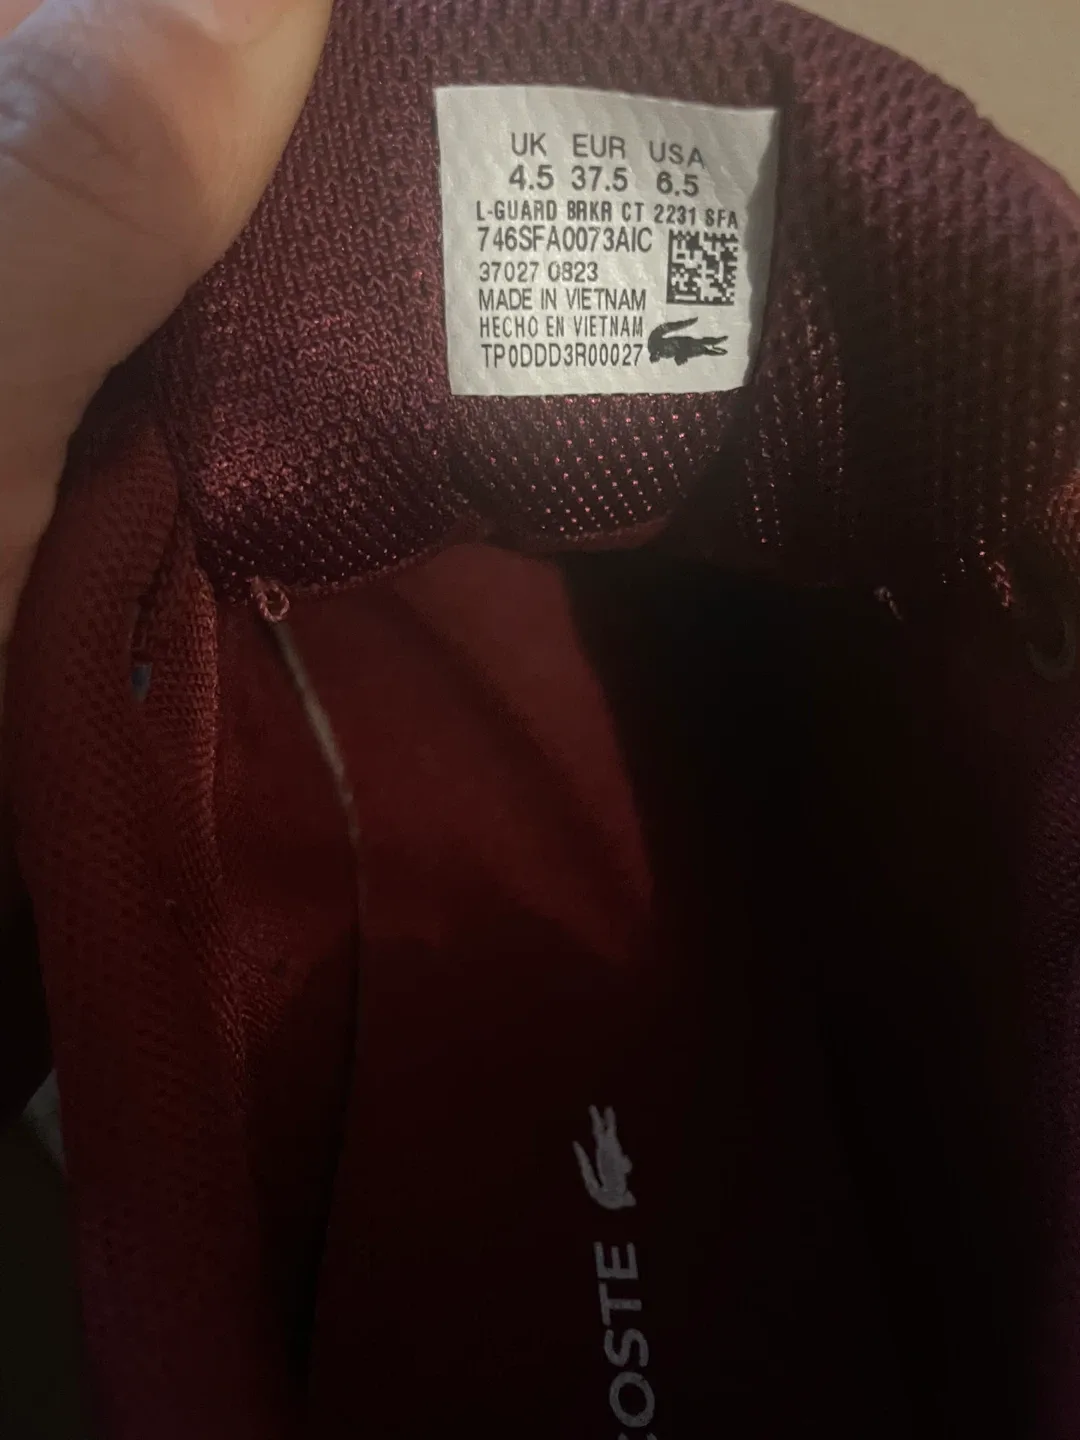 UK EUR USA
4.5 37.5 6.5
L-GUARD BRKR CT 2231 SFA
746SFA0073AIC
37027 0823
MADE IN VIETNAM
HECHO EN VIETNAM
TP0DDD3R00027
COSTE